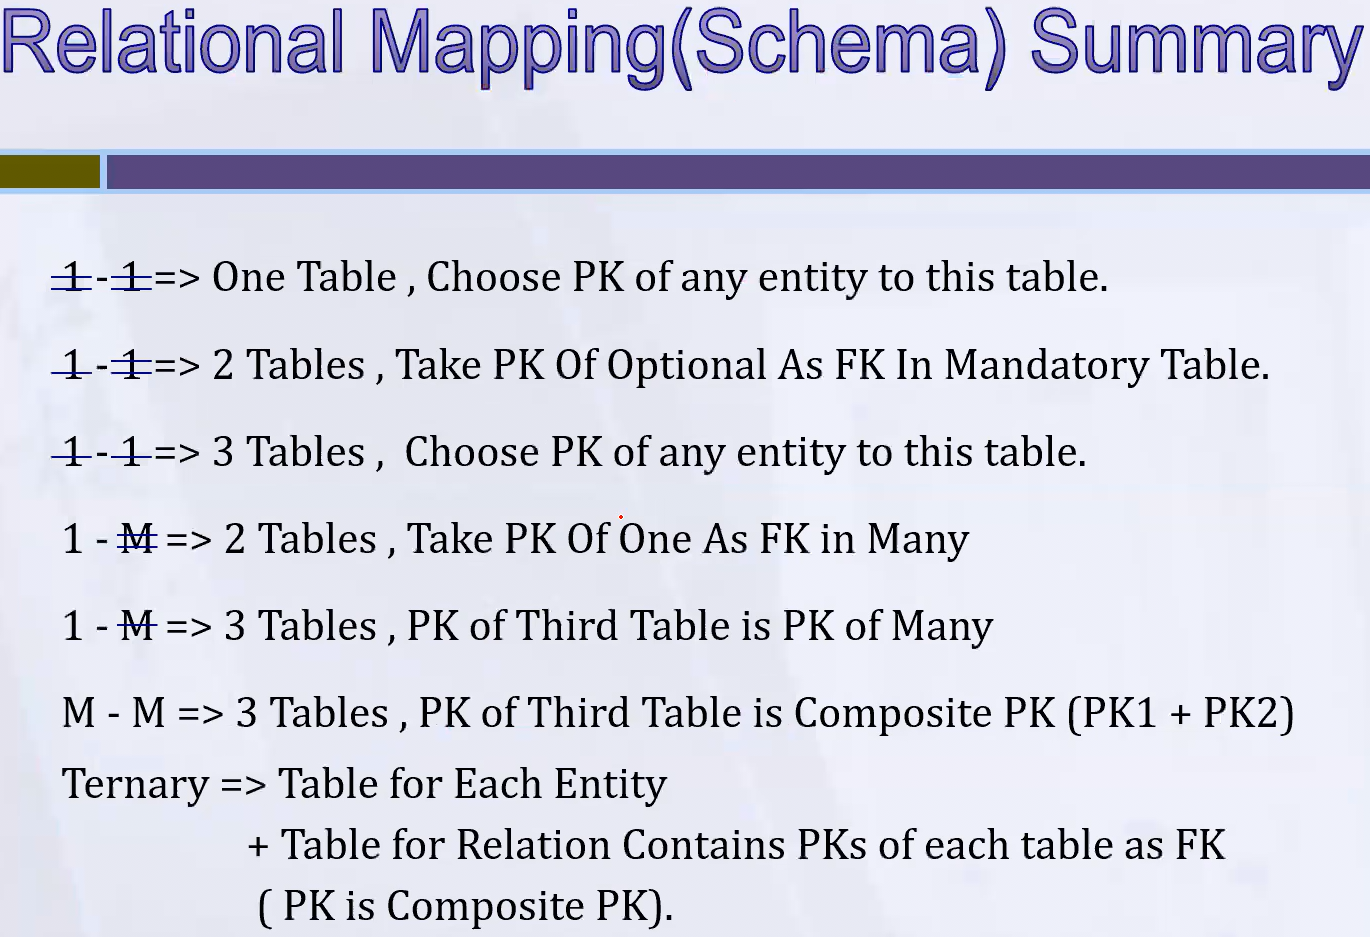 Relational Mapping(Schema) Summary
1 - 1 => One Table , Choose PK of any entity to this table.
1 - 1 => 2 Tables , Take PK Of Optional As FK In Mandatory Table.
1 - 1 => 3 Tables , Choose PK of any entity to this table.
1 - M => 2 Tables , Take PK Of One As FK in Many
1 - M => 3 Tables , PK of Third Table is PK of Many
M - M => 3 Tables , PK of Third Table is Composite PK (PK1 + PK2)
Ternary => Table for Each Entity
+ Table for Relation Contains PKs of each table as FK
( PK is Composite PK).